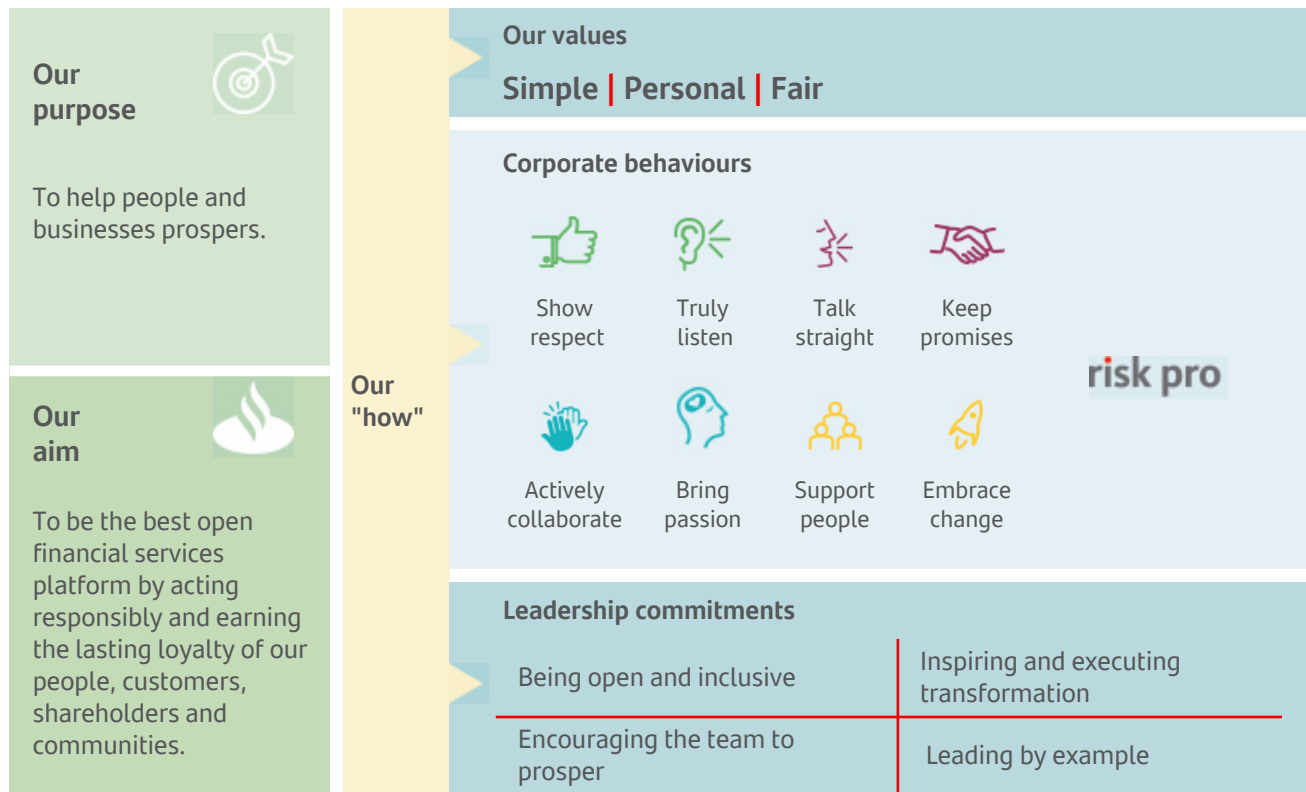 Our
purpose
To help people and
businesses prospers.
Our
aim
To be the best open
financial services
platform by acting
responsibly and earning
the lasting loyalty of our
people, customers,
shareholders and
communities.
Our
"how"
Our values
Simple | Personal | Fair
Corporate behaviours
Show
respect
Truly
listen
Talk
straight
Keep
promises
Actively
collaborate
Bring
passion
Support
people
Embrace
change
risk pro
Leadership commitments
Being open and inclusive
Inspiring and executing
transformation
Encouraging the team to
prosper
Leading by example